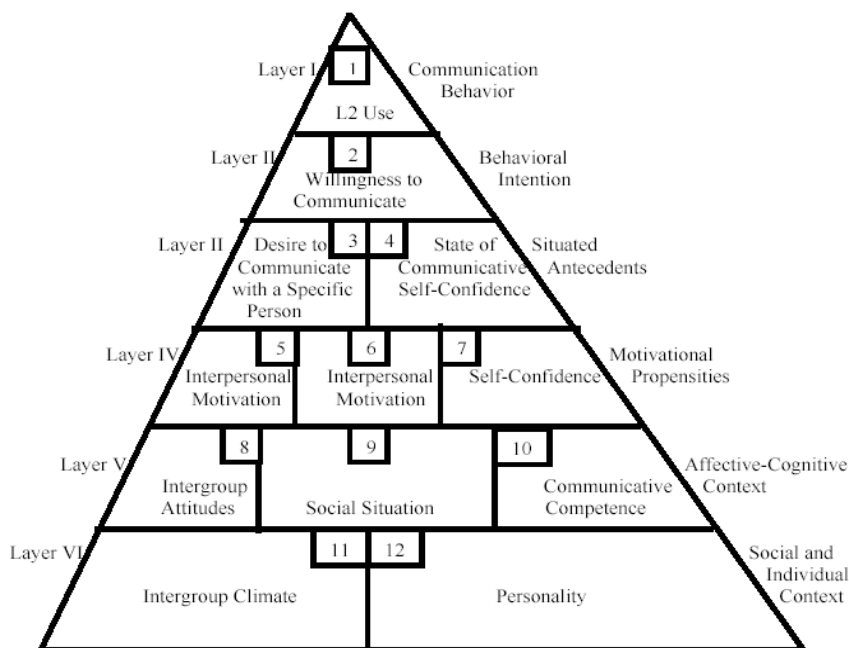 Layer I
1
Communication
Behavior
L2 Use
Layer II
2
Behavioral
Intention
Willingness to
Communicate
Layer II
Desire to
Communicate
with a Specific
Person
3
4
State of
Communicative
Self-Confidence
Situated
Antecedents
Layer IV
5
Interpersonal
Motivation
6
Interpersonal
Motivation
7
Self-Confidence
Motivational
Propensities
Layer V
8
Intergroup
Attitudes
9
Social Situation
10
Communicative
Competence
Affective-Cognitive
Context
Layer VI
11
Intergroup Climate
12
Personality
Social and
Individual
Context